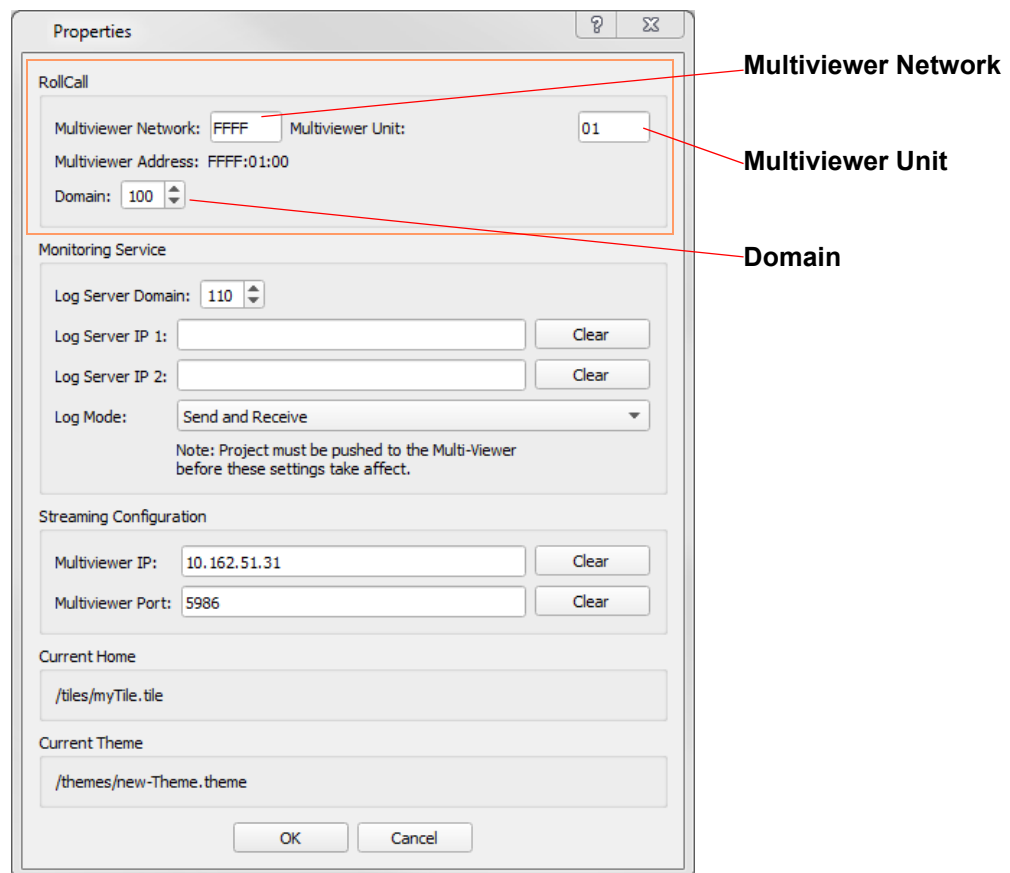 Properties
RollCall
Multiviewer Network: FFFF Multiviewer Unit: 01
Multiviewer Address: FFFF:01:00
Domain: 100
Multiviewer Network
Multiviewer Unit
Domain
Monitoring Service
Log Server Domain: 110
Log Server IP 1: Clear
Log Server IP 2: Clear
Log Mode: Send and Receive
Note: Project must be pushed to the Multi-Viewer
before these settings take affect.
Streaming Configuration
Multiviewer IP: 10.162.51.31 Clear
Multiviewer Port: 5986 Clear
Current Home
/tiles/myTile.tile
Current Theme
/themes/new-Theme.theme
OK Cancel